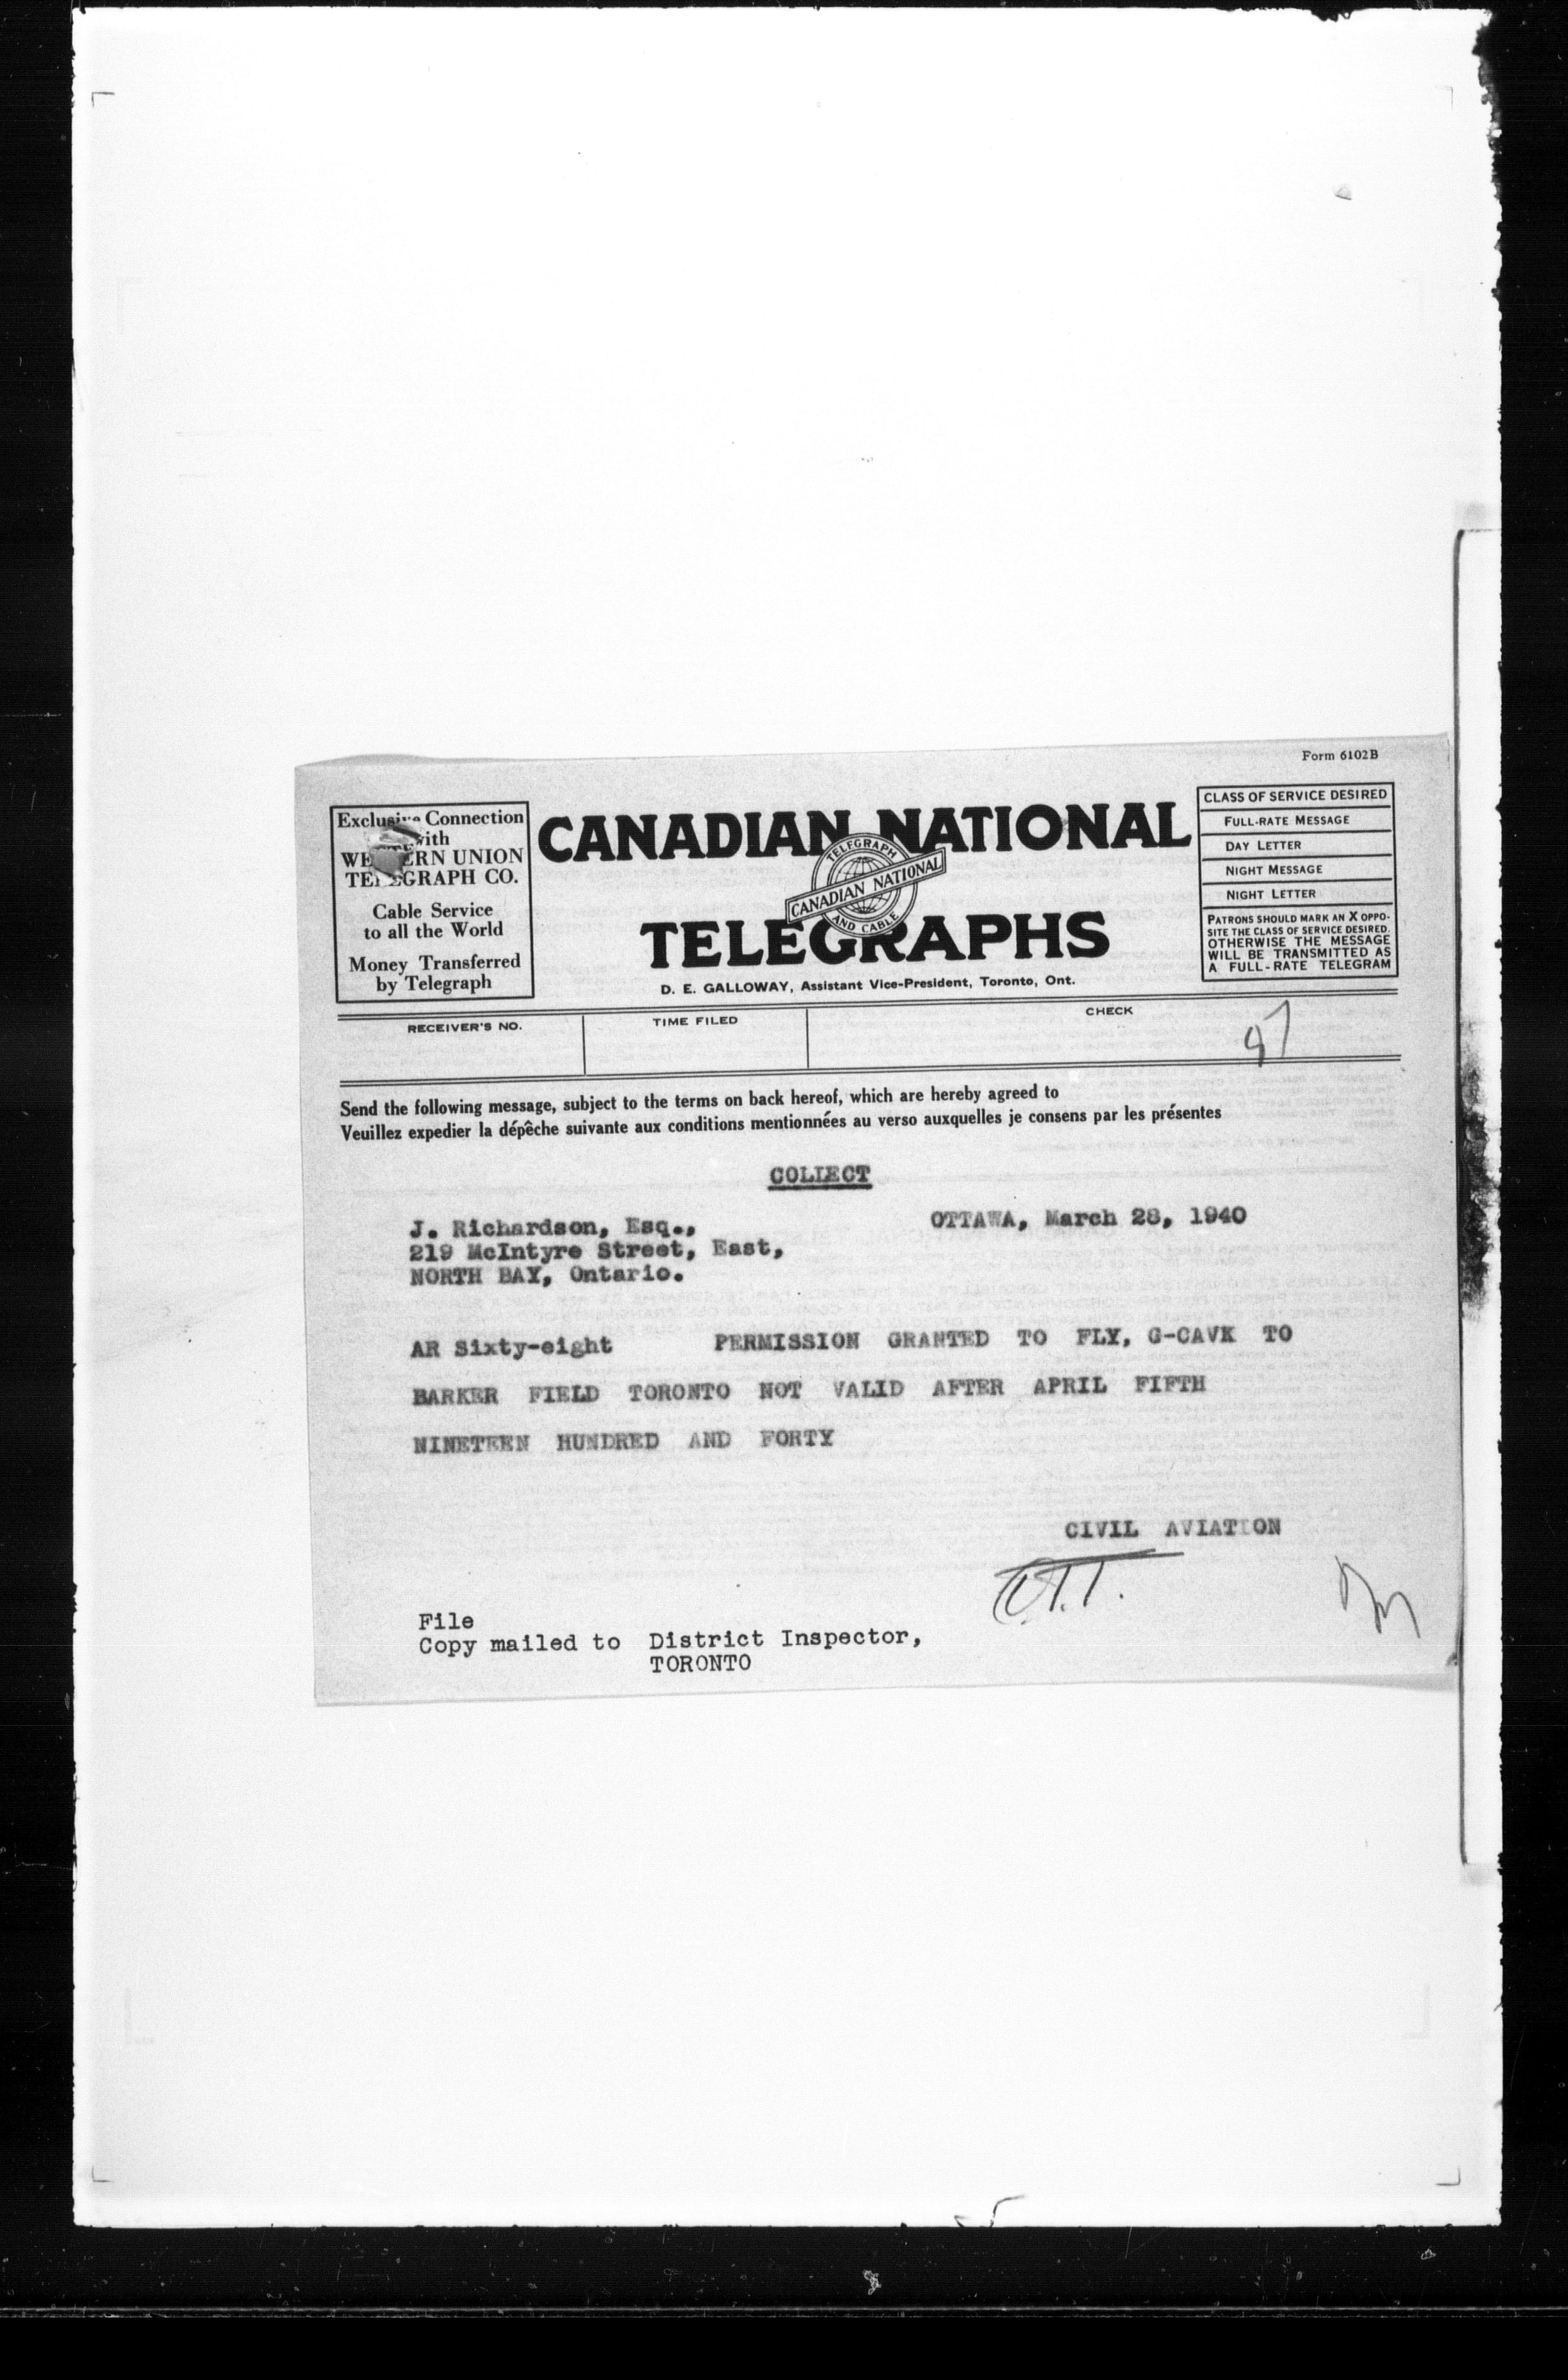 Form 6102B
Exclusive Connection
with
WESTERN UNION
TELEGRAPH CO.
Cable Service
to all the World
Money Transferred
by Telegraph
CANADIAN NATIONAL
TELEGRAPH
CANADIAN NATIONAL
AND CABLE
TELEGRAPHS
D. E. GALLOWAY, Assistant Vice-President, Toronto, Ont.
CLASS OF SERVICE DESIRED
FULL-RATE MESSAGE
DAY LETTER
NIGHT MESSAGE
NIGHT LETTER
PATRONS SHOULD MARK AN X OPPO-
SITE THE CLASS OF SERVICE DESIRED.
OTHERWISE THE MESSAGE
WILL BE TRANSMITTED AS
A FULL-RATE TELEGRAM
RECEIVER'S NO.
TIME FILED
CHECK
Send the following message, subject to the terms on back hereof, which are hereby agreed to
Veuillez expedier la dépêche suivante aux conditions mentionnées au verso auxquelles je consens par les présentes
COLLECT
OTTAWA, March 28, 1940
J. Richardson, Esq.,
219 McIntyre Street, East,
NORTH BAY, Ontario.
AR Sixty-eight PERMISSION GRANTED TO FLY, G-CAVK TO
BARKER FIELD TORONTO NOT VALID AFTER APRIL FIFTH
NINETEEN HUNDRED AND FORTY
CIVIL AVIATION
File
Copy mailed to District Inspector,
TORONTO